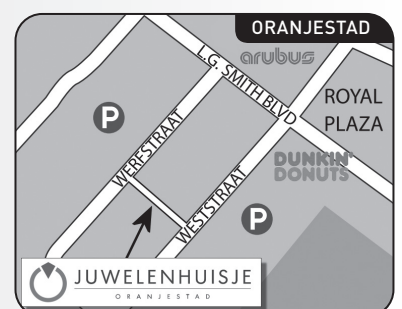 ORANJESTAD
arubus
L.G. SMITH BLVD
ROYAL
PLAZA
P
WERFSTRAAT
DUNKIN'
DONUTS
WESTSTRAAT
P
JUWELENHUISJE
ORANJESTAD